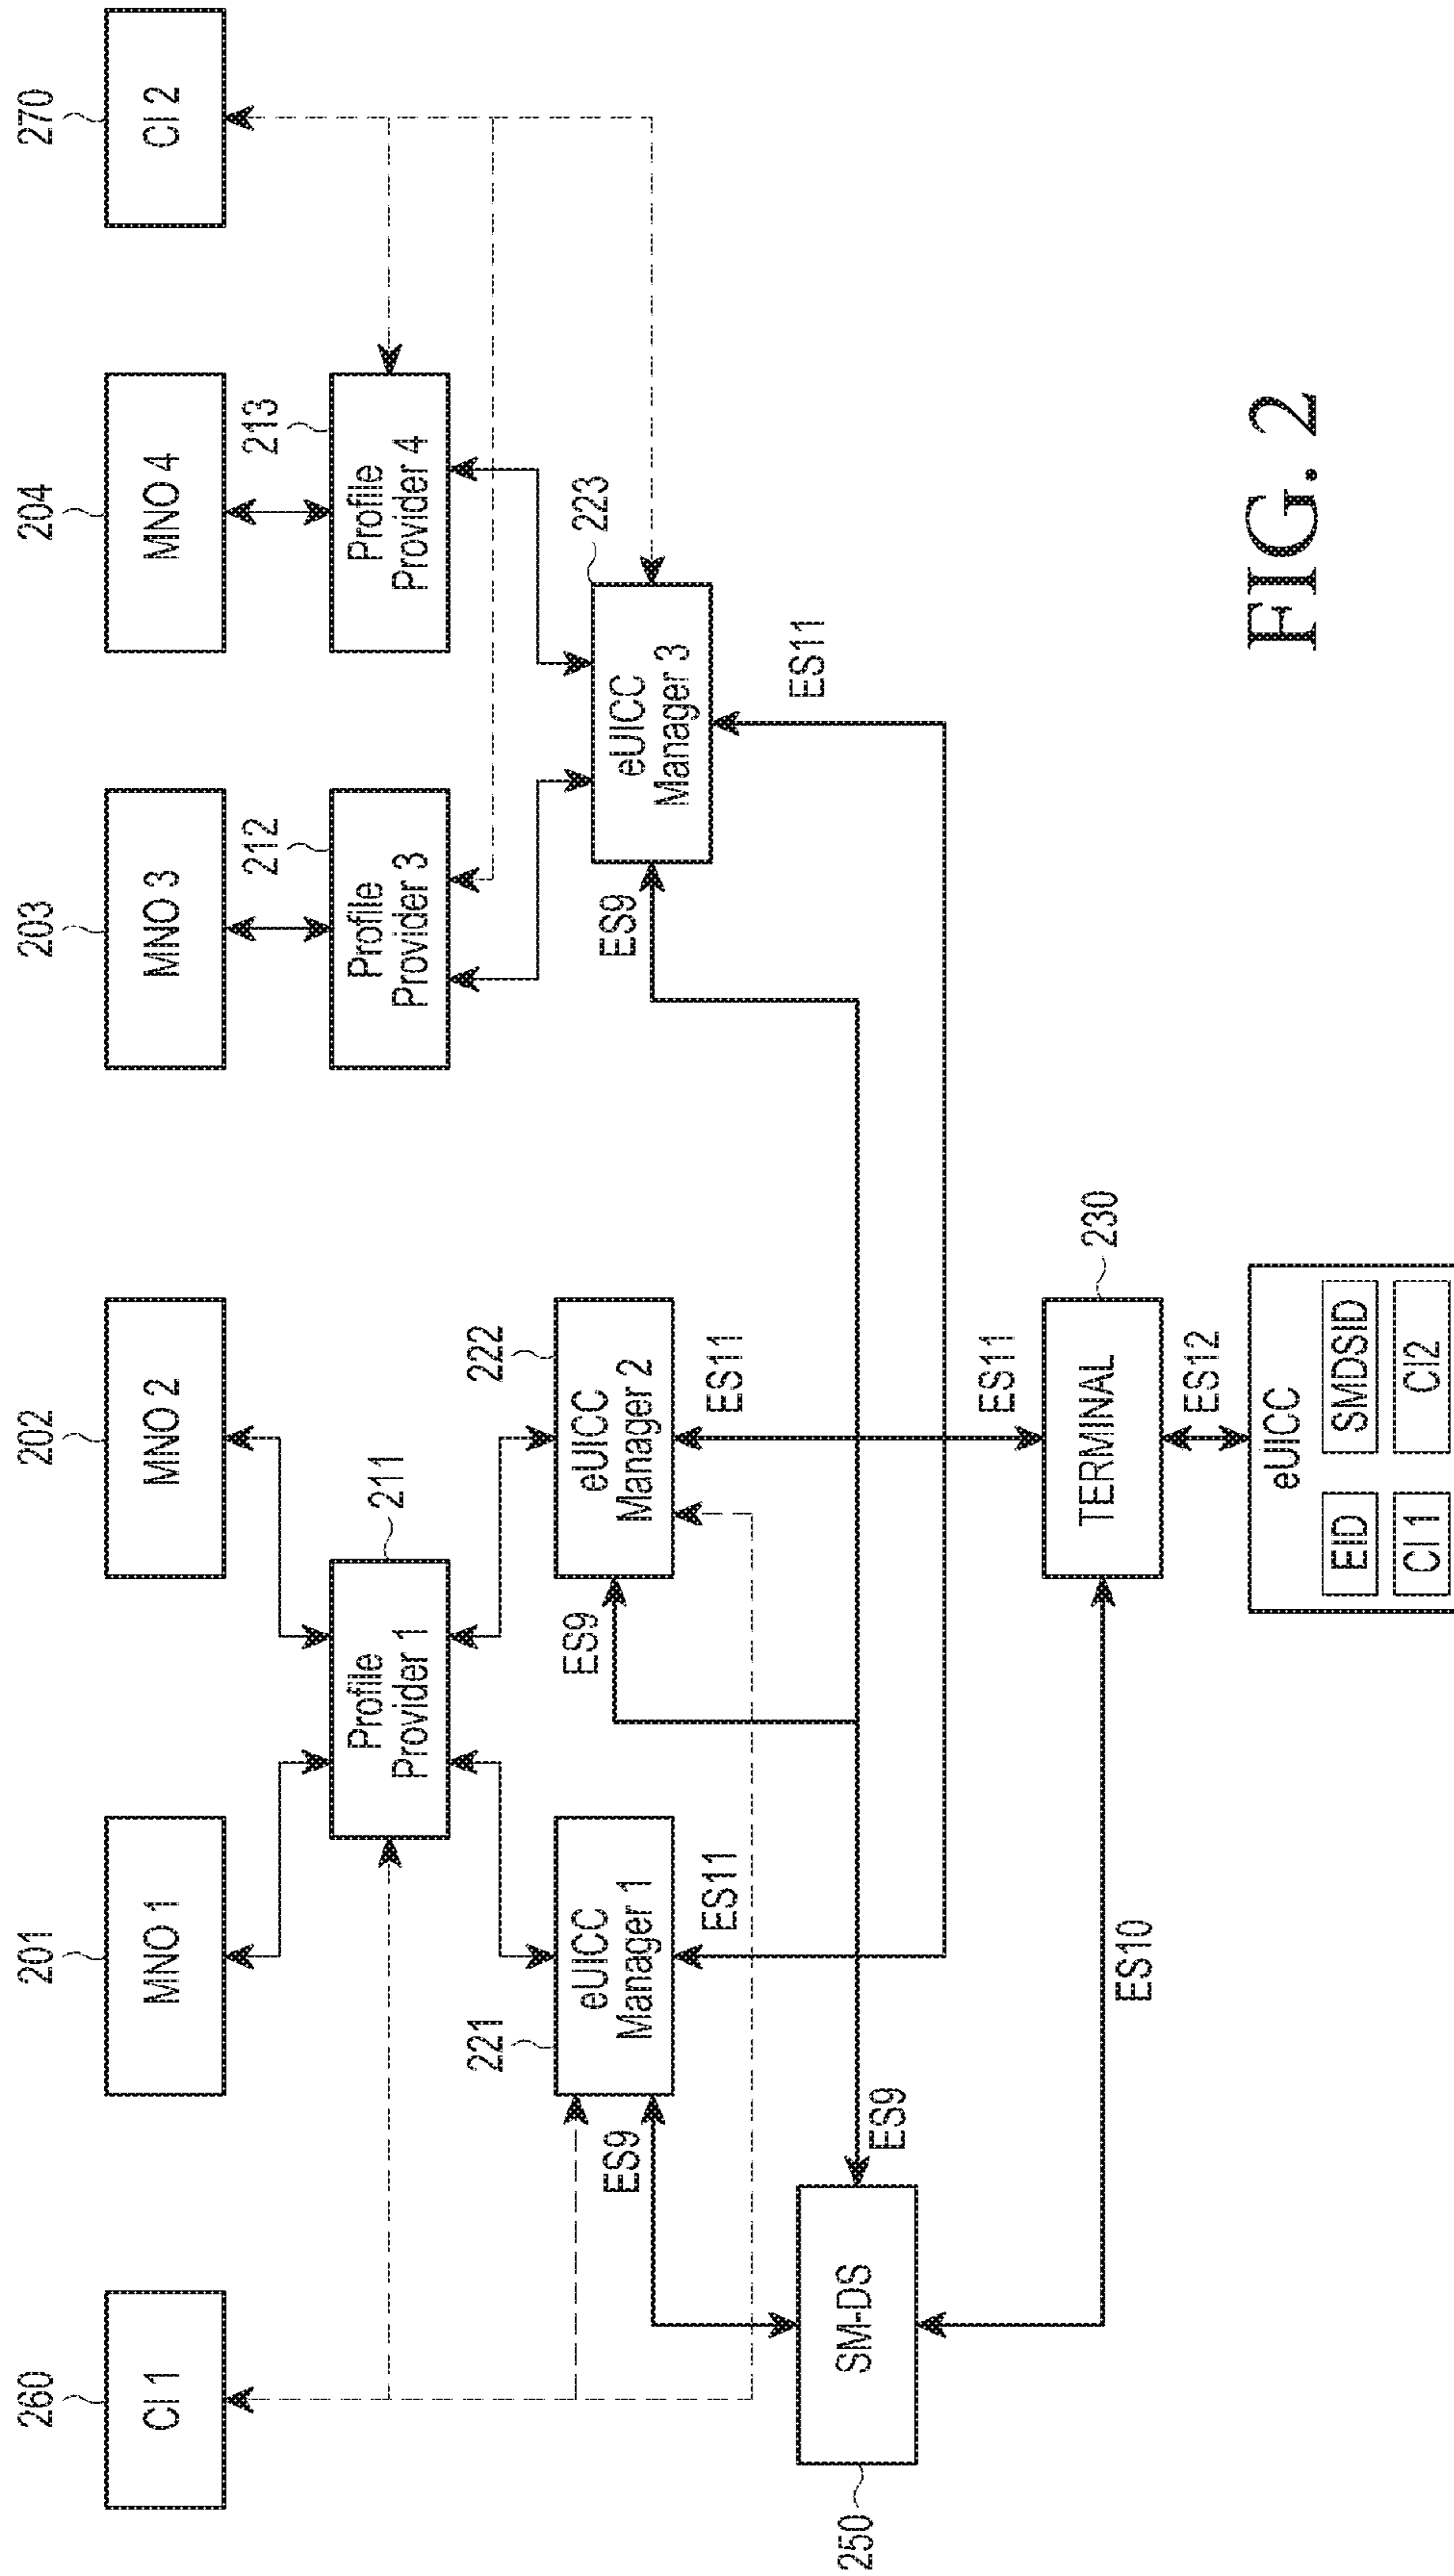 260
201
202
203
204
270
CI 1
MNO 1
MNO 2
MNO 3
MNO 4
CI 2
211
212
213
Profile
Provider 1
Profile
Provider 3
Profile
Provider 4
221
222
223
eUICC
Manager 1
eUICC
Manager 2
eUICC
Manager 3
ES9
ES9
ES9
ES11
ES11
ES11
ES9
250
SM-DS
ES11
230
TERMINAL
ES10
ES12
eUICC
EID
SMDSID
CI 1
CI2
FIG. 2